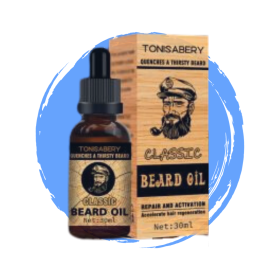 TONISABERY
QUENCHES A THIRSTY BEARD
CLASSIC
BEARD OIL
REPAIR AND ACTIVATION
Accelerate hair regeneration
Net:30ml
TONISABERY
QUENCHES A THIRSTY BEARD
CLASSIC
BEARD OIL
Net:30ml